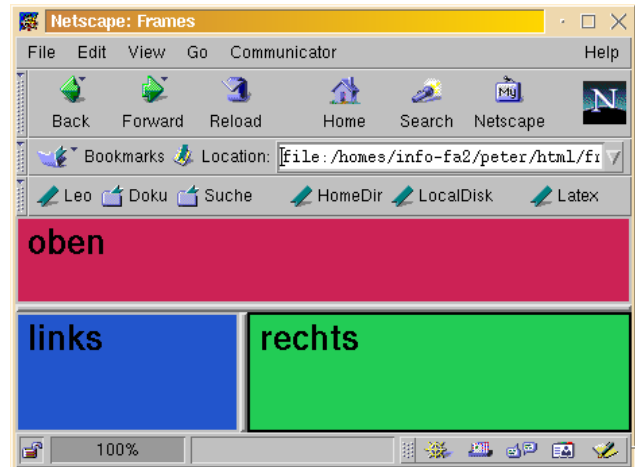 Netscape: Frames
File Edit View Go Communicator Help
My
N
Back Forward Reload Home Search Netscape
Bookmarks Location: file:/homes/info-fa2/peter/html/fr
Leo Doku Suche HomeDir LocalDisk Latex
oben
links rechts
100%